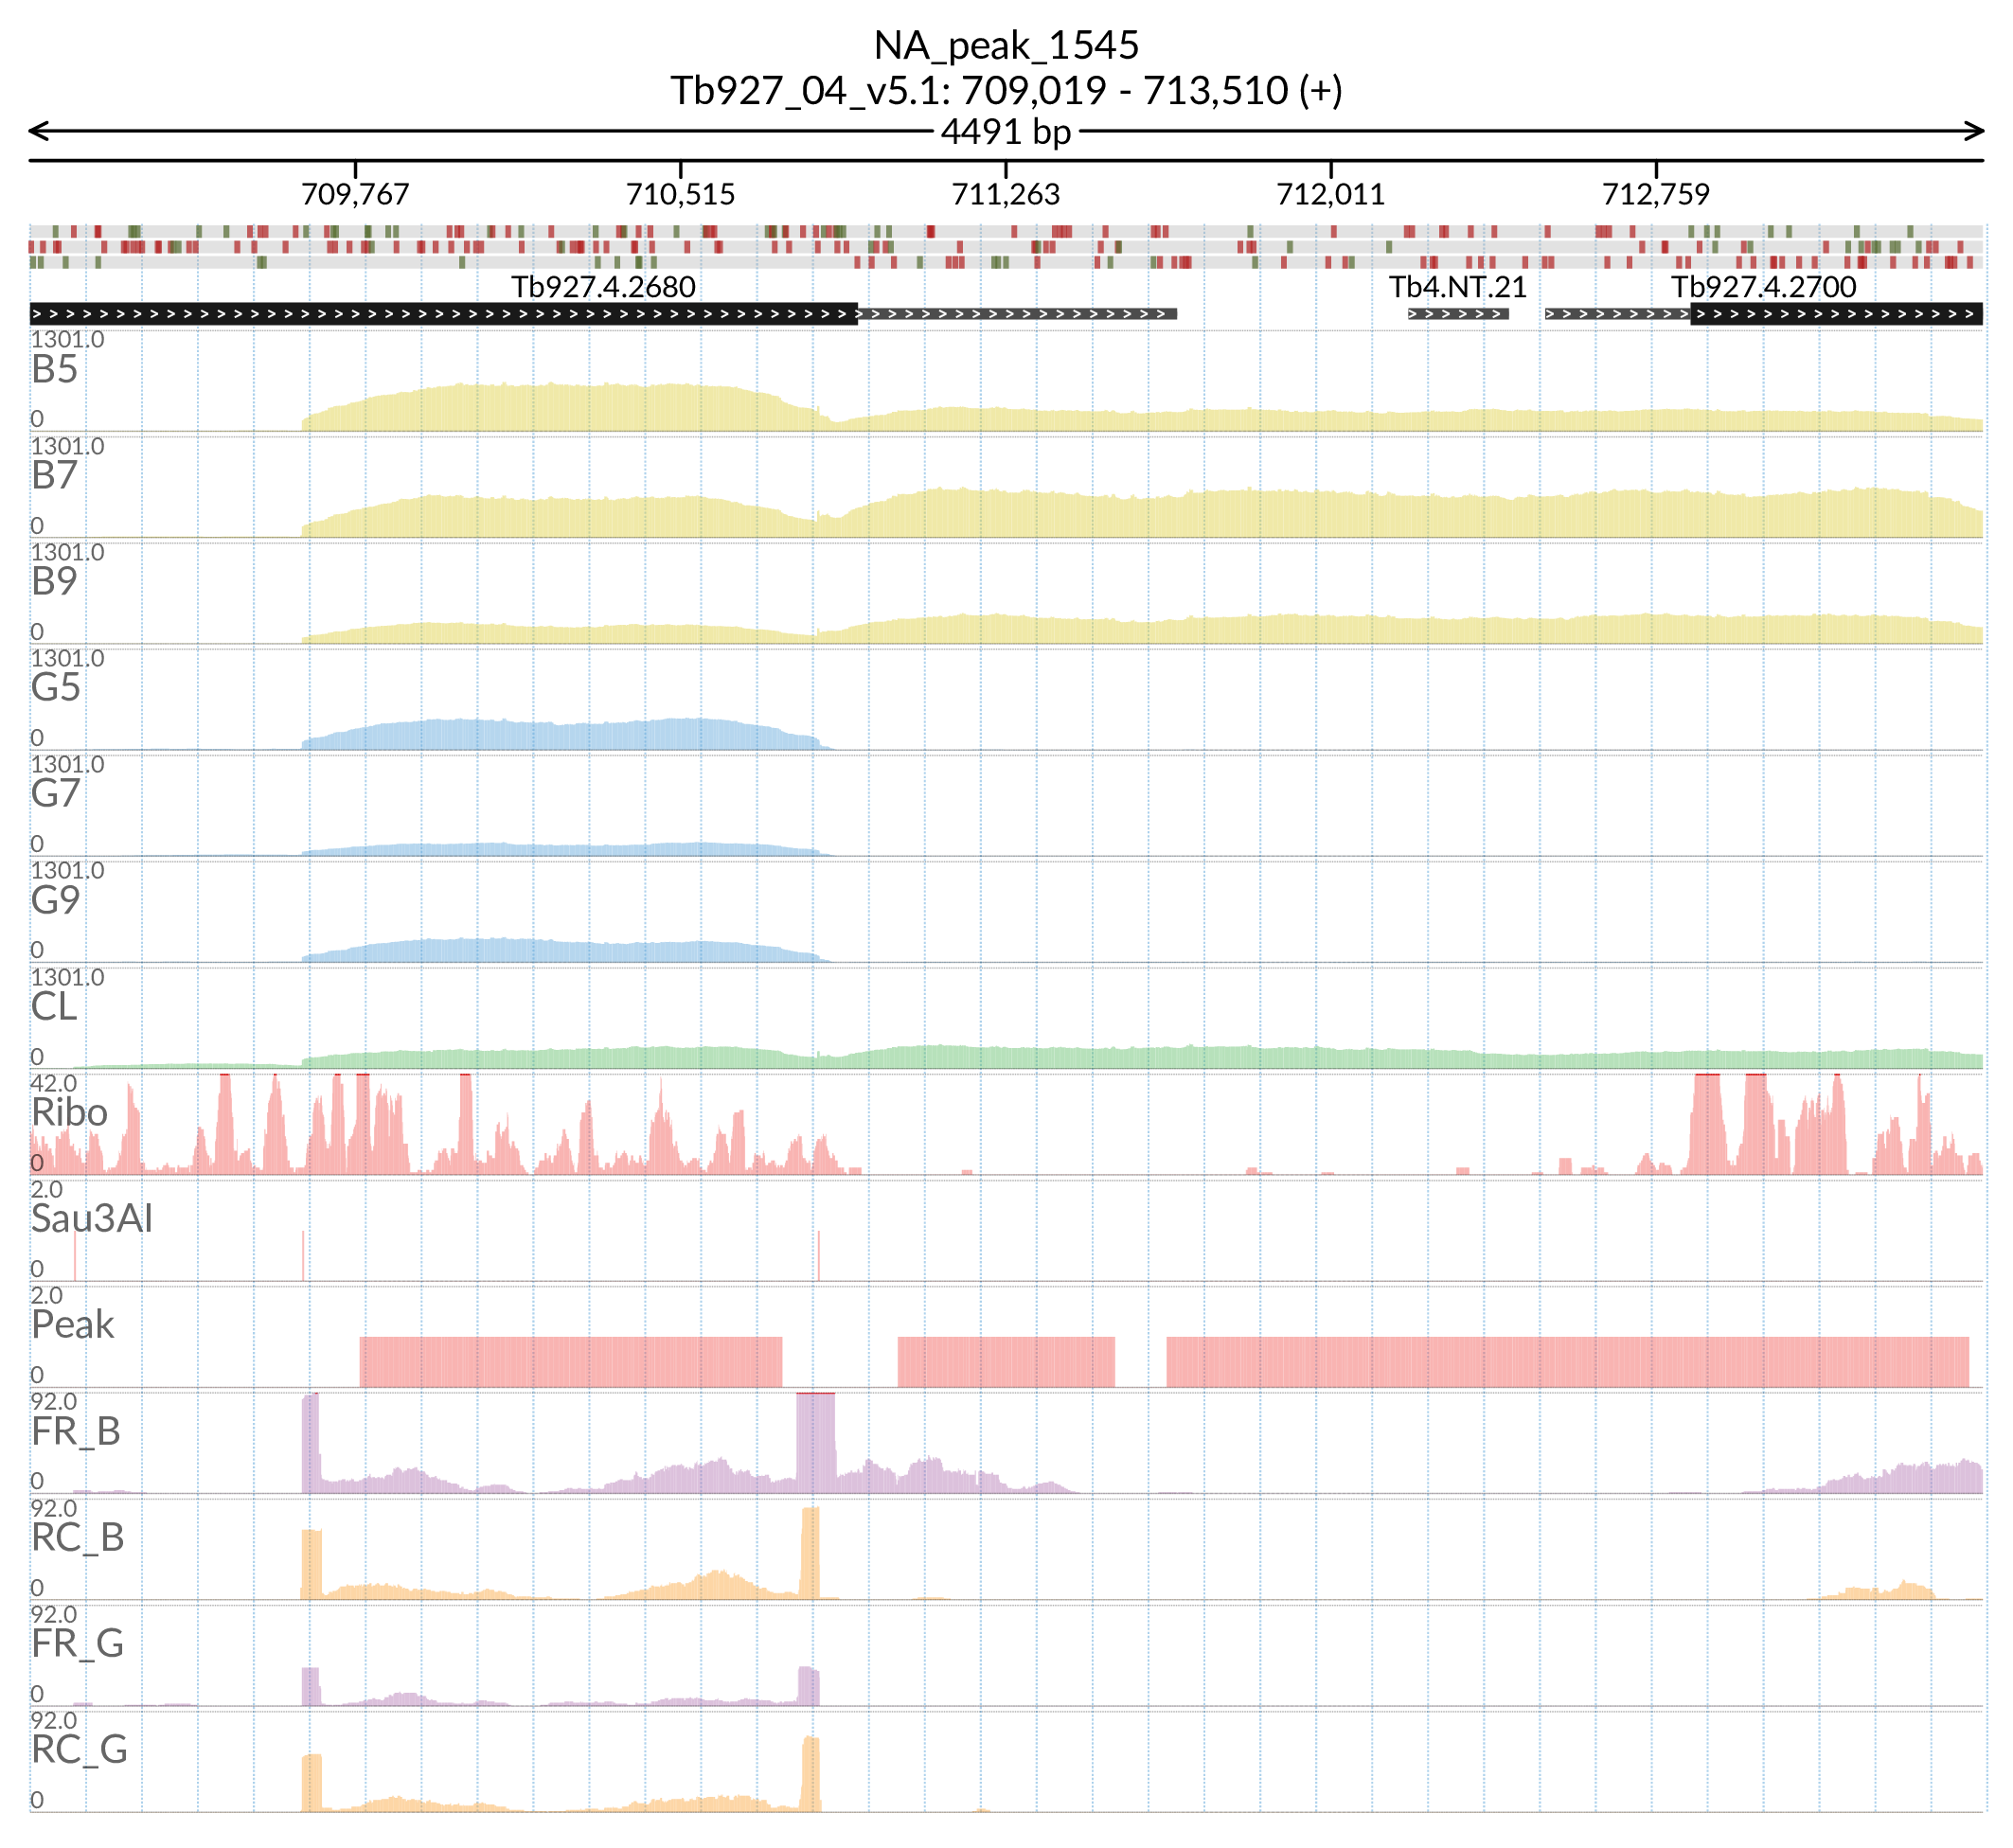 NA_peak_1545
Tb927_04_v5.1: 709,019 - 713,510 (+)
4491 bp
709,767 710,515 711,263 712,011 712,759
Tb927.4.2680 Tb4.NT.21 Tb927.4.2700
1301.0
B5
0
1301.0
B7
0
1301.0
B9
0
1301.0
G5
0
1301.0
G7
0
1301.0
G9
0
1301.0
CL
0
42.0
Ribo
0
2.0
Sau3AI
0
2.0
Peak
0
92.0
FR_B
0
92.0
RC_B
0
92.0
FR_G
0
92.0
RC_G
0